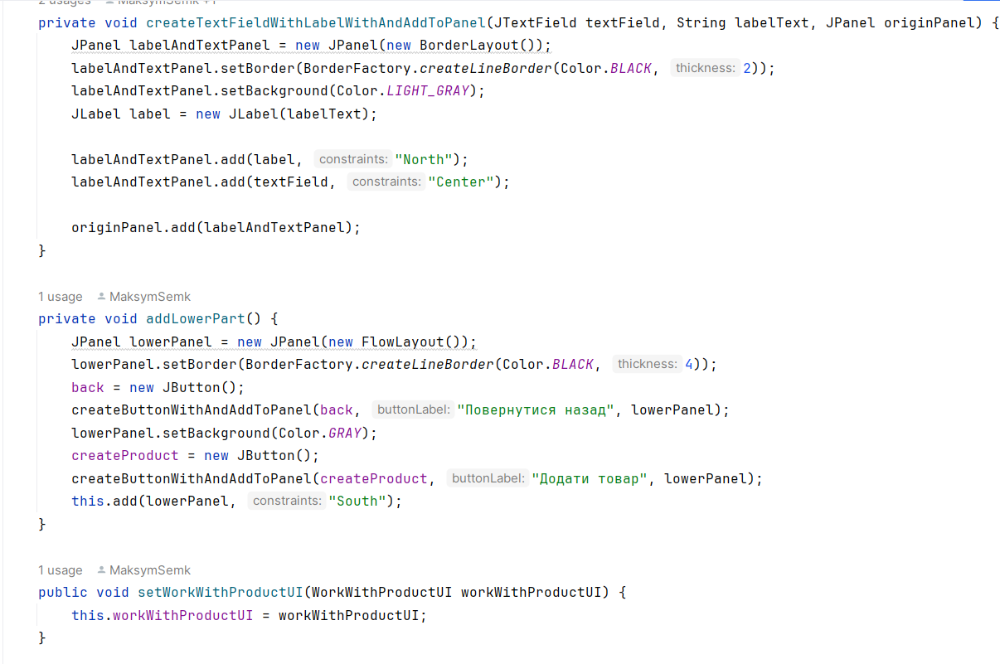 2 usages MaksymSemk +1
private void createTextFieldWithLabelWithAndAddToPanel(JTextField textField, String labelText, JPanel originPanel) {
JPanel labelAndTextPanel = new JPanel(new BorderLayout());
labelAndTextPanel.setBorder(BorderFactory.createLineBorder(Color.BLACK, thickness: 2));
labelAndTextPanel.setBackground(Color.LIGHT_GRAY);
JLabel label = new JLabel(labelText);
labelAndTextPanel.add(label, constraints: "North");
labelAndTextPanel.add(textField, constraints: "Center");
originPanel.add(labelAndTextPanel);
}
1 usage MaksymSemk
private void addLowerPart() {
JPanel lowerPanel = new JPanel(new FlowLayout());
lowerPanel.setBorder(BorderFactory.createLineBorder(Color.BLACK, thickness: 4));
back = new JButton();
createButtonWithAndAddToPanel(back, buttonLabel: "Повернутися назад", lowerPanel);
lowerPanel.setBackground(Color.GRAY);
createProduct = new JButton();
createButtonWithAndAddToPanel(createProduct, buttonLabel: "Додати товар", lowerPanel);
this.add(lowerPanel, constraints: "South");
}
1 usage MaksymSemk
public void setWorkWithProductUI(WorkWithProductUI workWithProductUI) {
this.workWithProductUI = workWithProductUI;
}